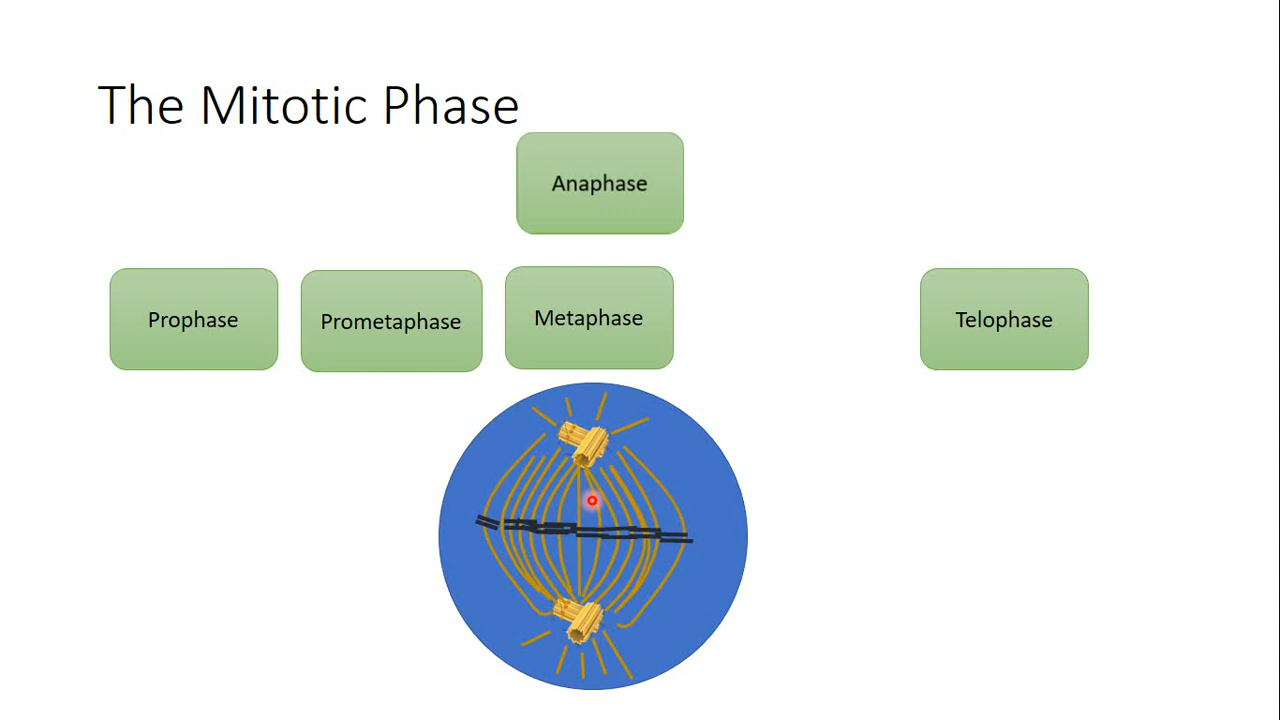 The Mitotic Phase
Anaphase
Prophase
Prometaphase
Metaphase
Telophase